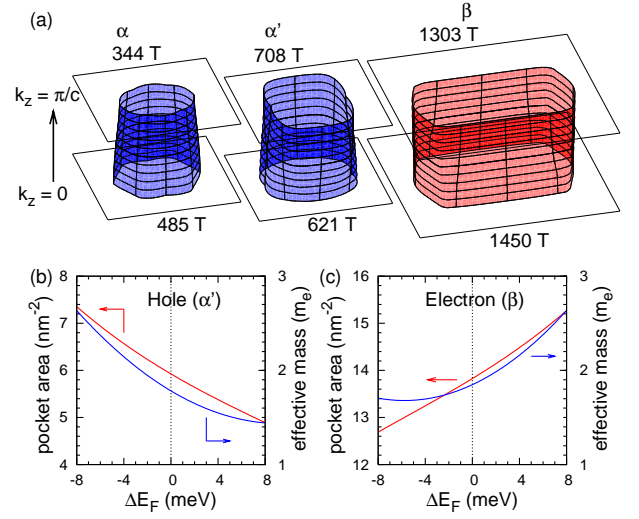 (a)
α α’ β
344 T 708 T 1303 T
k_z = π/c
k_z = 0
485 T 621 T 1450 T
(b) (c)
8 3 16 3
Hole (α’) Electron (β)
7 15
pocket area (nm⁻²) 6 2 effective mass (m_e) pocket area (nm⁻²) 14 2 effective mass (m_e)
5 13
4 1 12 1
-8 -4 0 4 8 -8 -4 0 4 8
ΔE_F (meV) ΔE_F (meV)